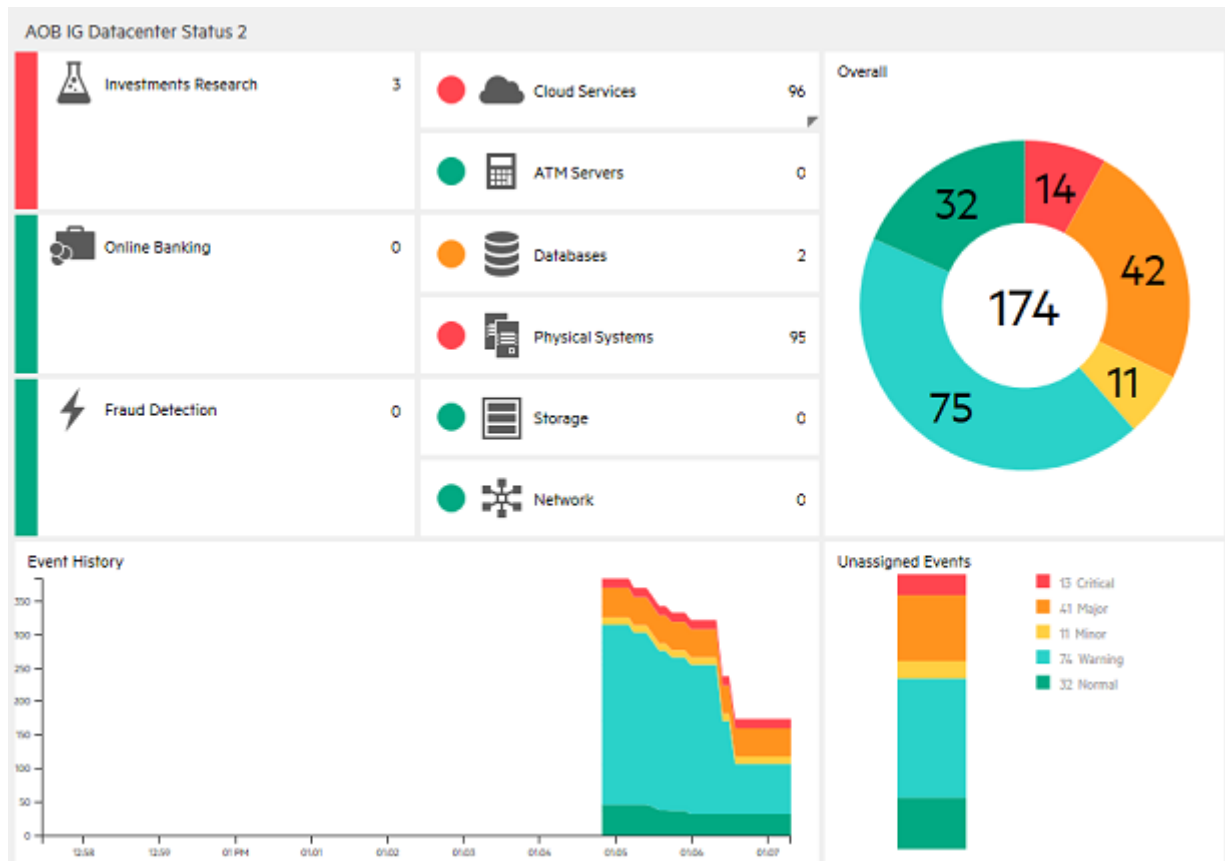 AOB IG Datacenter Status 2
Investments Research 3
Online Banking 0
Fraud Detection 0
Cloud Services 96
ATM Servers 0
Databases 2
Physical Systems 95
Storage 0
Network 0
Overall
14
42
11
75
32
174
Event History
350
300
250
200
150
100
50
0
12:58 12:59 01 PM 01:01 01:02 01:03 01:04 01:05 01:06 01:07
Unassigned Events
13 Critical
41 Major
11 Minor
74 Warning
32 Normal